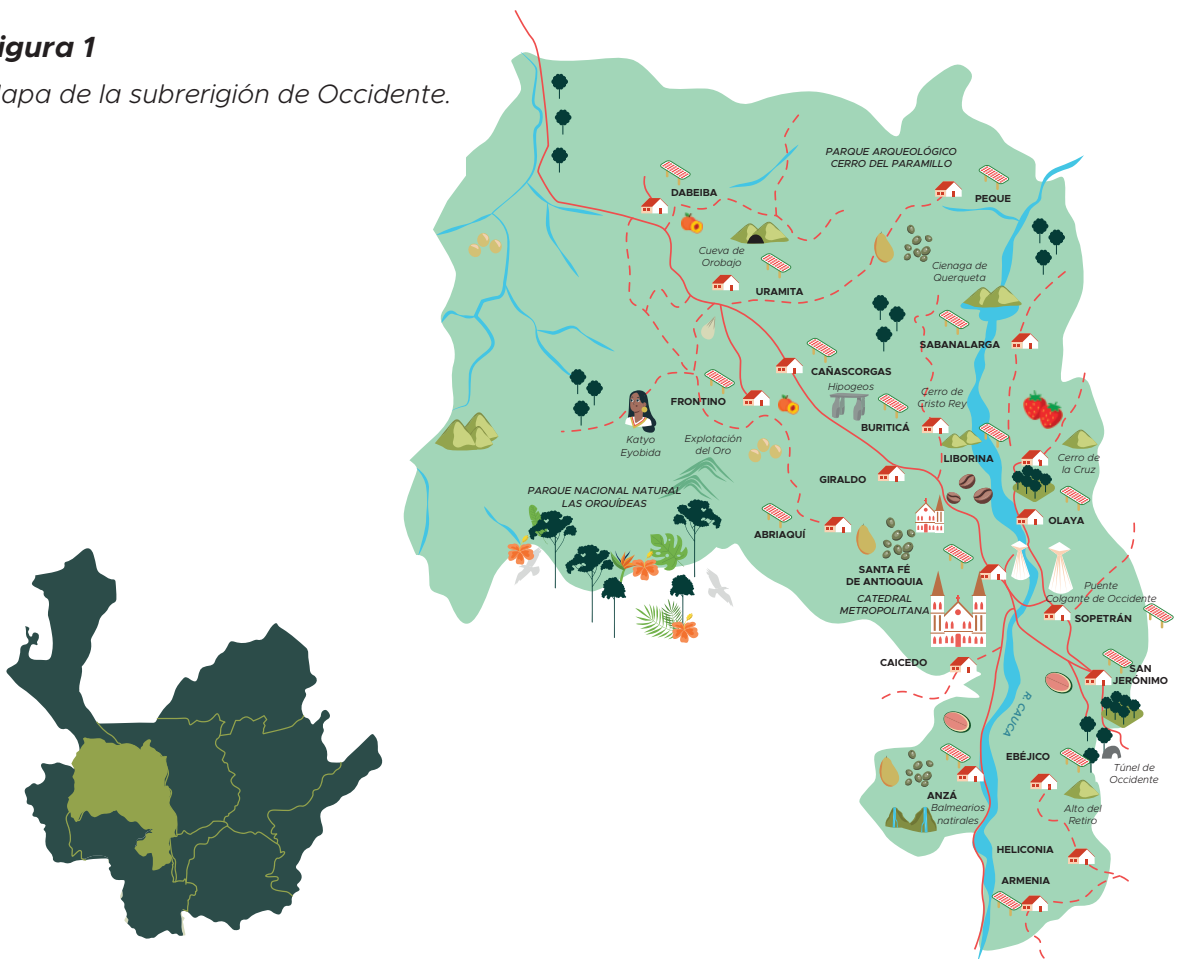 igura 1
apa de la subrerigión de Occidente.
PARQUE ARQUEOLÓGICO
CERRO DEL PARAMILLO
DABEIBA
PEQUE
Cueva de
Orobajo
Cienaga de
Querqueta
URAMITA
SABANALARGA
CAÑASCORGAS
Hipogeos
FRONTINO
Cerro de
Cristo Rey
BURITICÁ
Katyo
Eyobida
Explotación
del Oro
LIBORINA
Cerro de
la Cruz
GIRALDO
PARQUE NACIONAL NATURAL
LAS ORQUÍDEAS
OLAYA
ABRIAQUÍ
SANTA FÉ
DE ANTIOQUIA
CATEDRAL
METROPOLITANA
Puente
Colgante de Occidente
SOPETRÁN
CAICEDO
SAN
JERÓNIMO
R. CAUCA
EBÉJICO
Túnel de
Occidente
ANZÁ
Balmearios
natirales
Alto del
Retiro
HELICONIA
ARMENIA